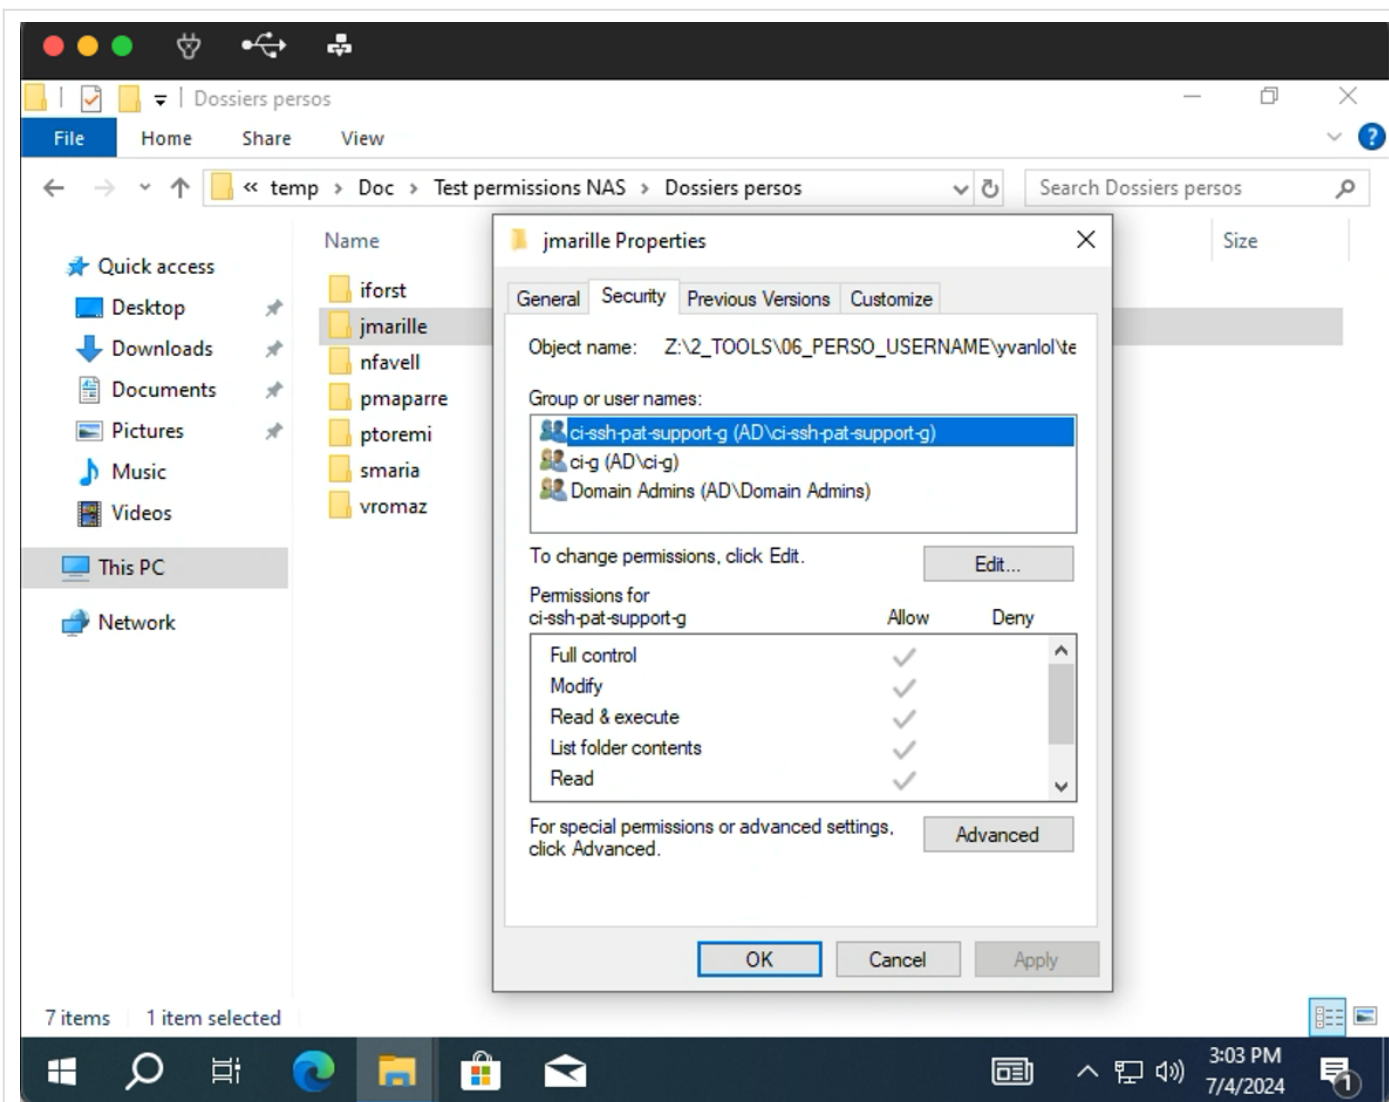 Dossiers persos
File Home Share View
« temp › Doc › Test permissions NAS › Dossiers persos
Search Dossiers persos
Quick access
Desktop
Downloads
Documents
Pictures
Music
Videos
This PC
Network
Name
Size
iforst
jmarille
nfavell
pmaparre
ptoremi
smaria
vromaz
jmarille Properties
General Security Previous Versions Customize
Object name: Z:\2_TOOLS\06_PERSO_USERNAME\yvanlol\te
Group or user names:
ci-ssh-pat-support-g (AD\ci-ssh-pat-support-g)
ci-g (AD\ci-g)
Domain Admins (AD\Domain Admins)
To change permissions, click Edit.
Edit...
Permissions for
ci-ssh-pat-support-g
Allow Deny
Full control
Modify
Read & execute
List folder contents
Read
For special permissions or advanced settings,
click Advanced.
Advanced
OK Cancel Apply
7 items 1 item selected
3:03 PM
7/4/2024
1